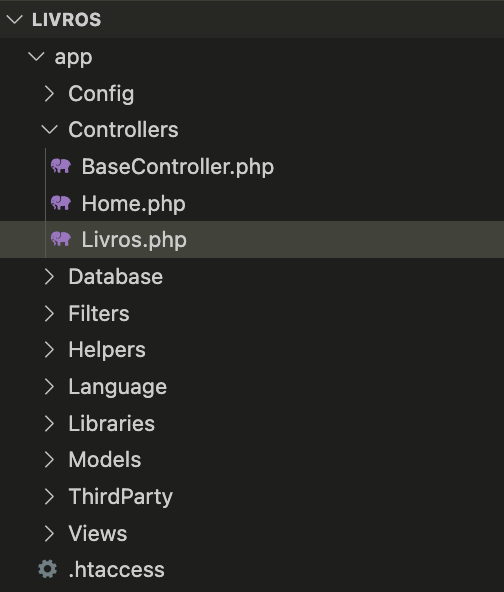 LIVROS
app
Config
Controllers
BaseController.php
Home.php
Livros.php
Database
Filters
Helpers
Language
Libraries
Models
ThirdParty
Views
.htaccess